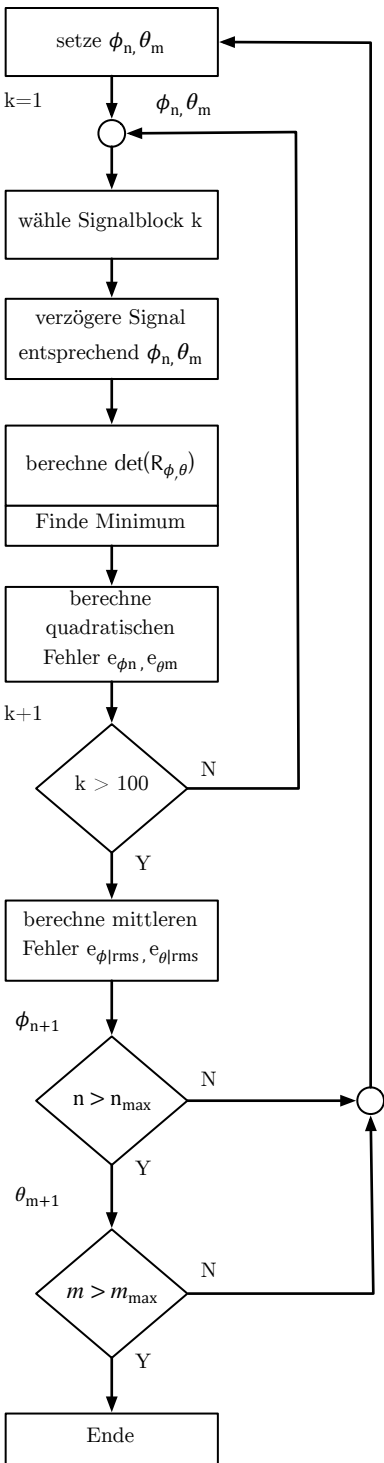 setze ϕn,θm
k=1
ϕn,θm
wähle Signalblock k
verzögere Signal
entsprechend ϕn,θm
berechne det(Rϕ,θ)
Finde Minimum
berechne
quadratischen
Fehler eϕn,eθm
k+1
k > 100
N
Y
berechne mittleren
Fehler eϕ|rms,eθ|rms
ϕn+1
n > nmax
N
Y
θm+1
m > mmax
N
Y
Ende